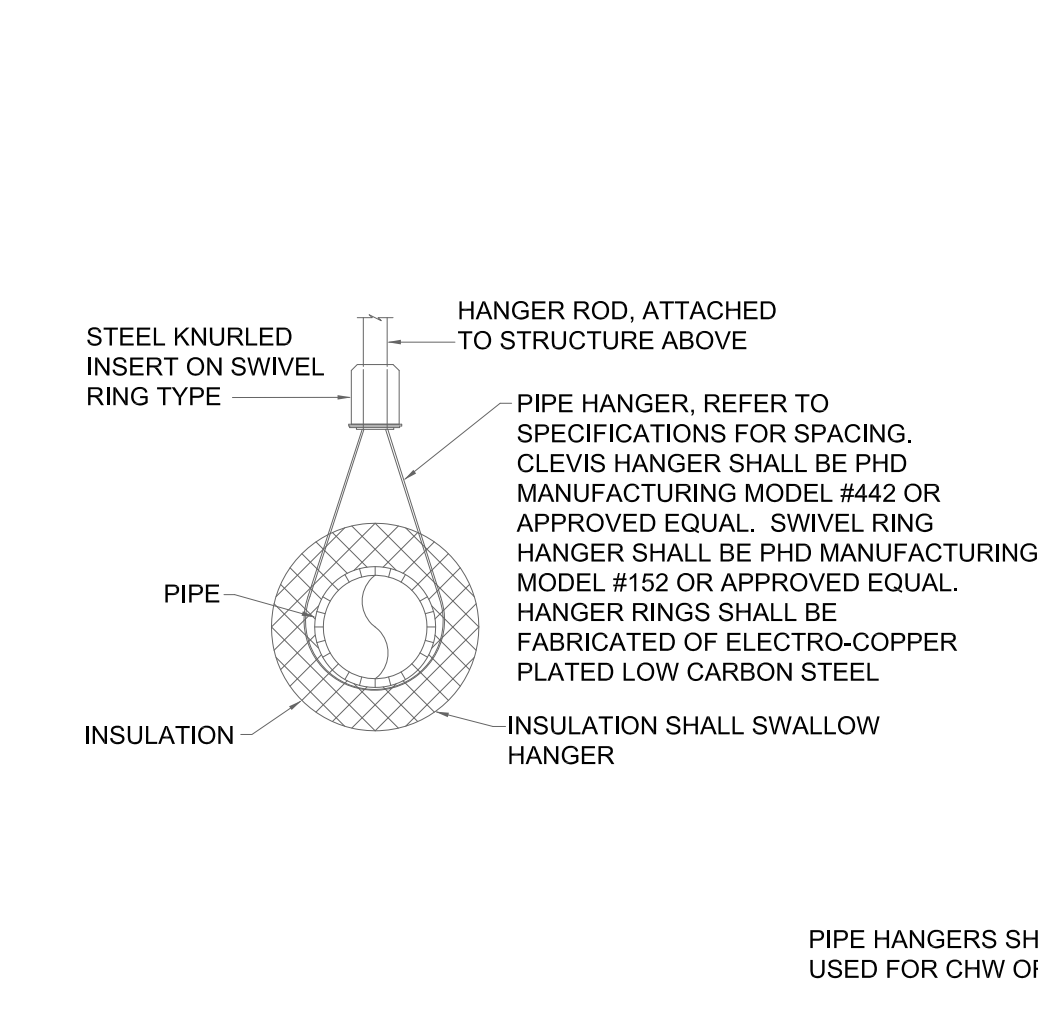 HANGER ROD, ATTACHED
TO STRUCTURE ABOVE
STEEL KNURLED
INSERT ON SWIVEL
RING TYPE
PIPE HANGER, REFER TO
SPECIFICATIONS FOR SPACING.
CLEVIS HANGER SHALL BE PHD
MANUFACTURING MODEL #442 OR
APPROVED EQUAL.  SWIVEL RING
HANGER SHALL BE PHD MANUFACTURING
MODEL #152 OR APPROVED EQUAL.
HANGER RINGS SHALL BE
FABRICATED OF ELECTRO-COPPER
PLATED LOW CARBON STEEL
PIPE
INSULATION
INSULATION SHALL SWALLOW
HANGER
PIPE HANGERS SH
USED FOR CHW